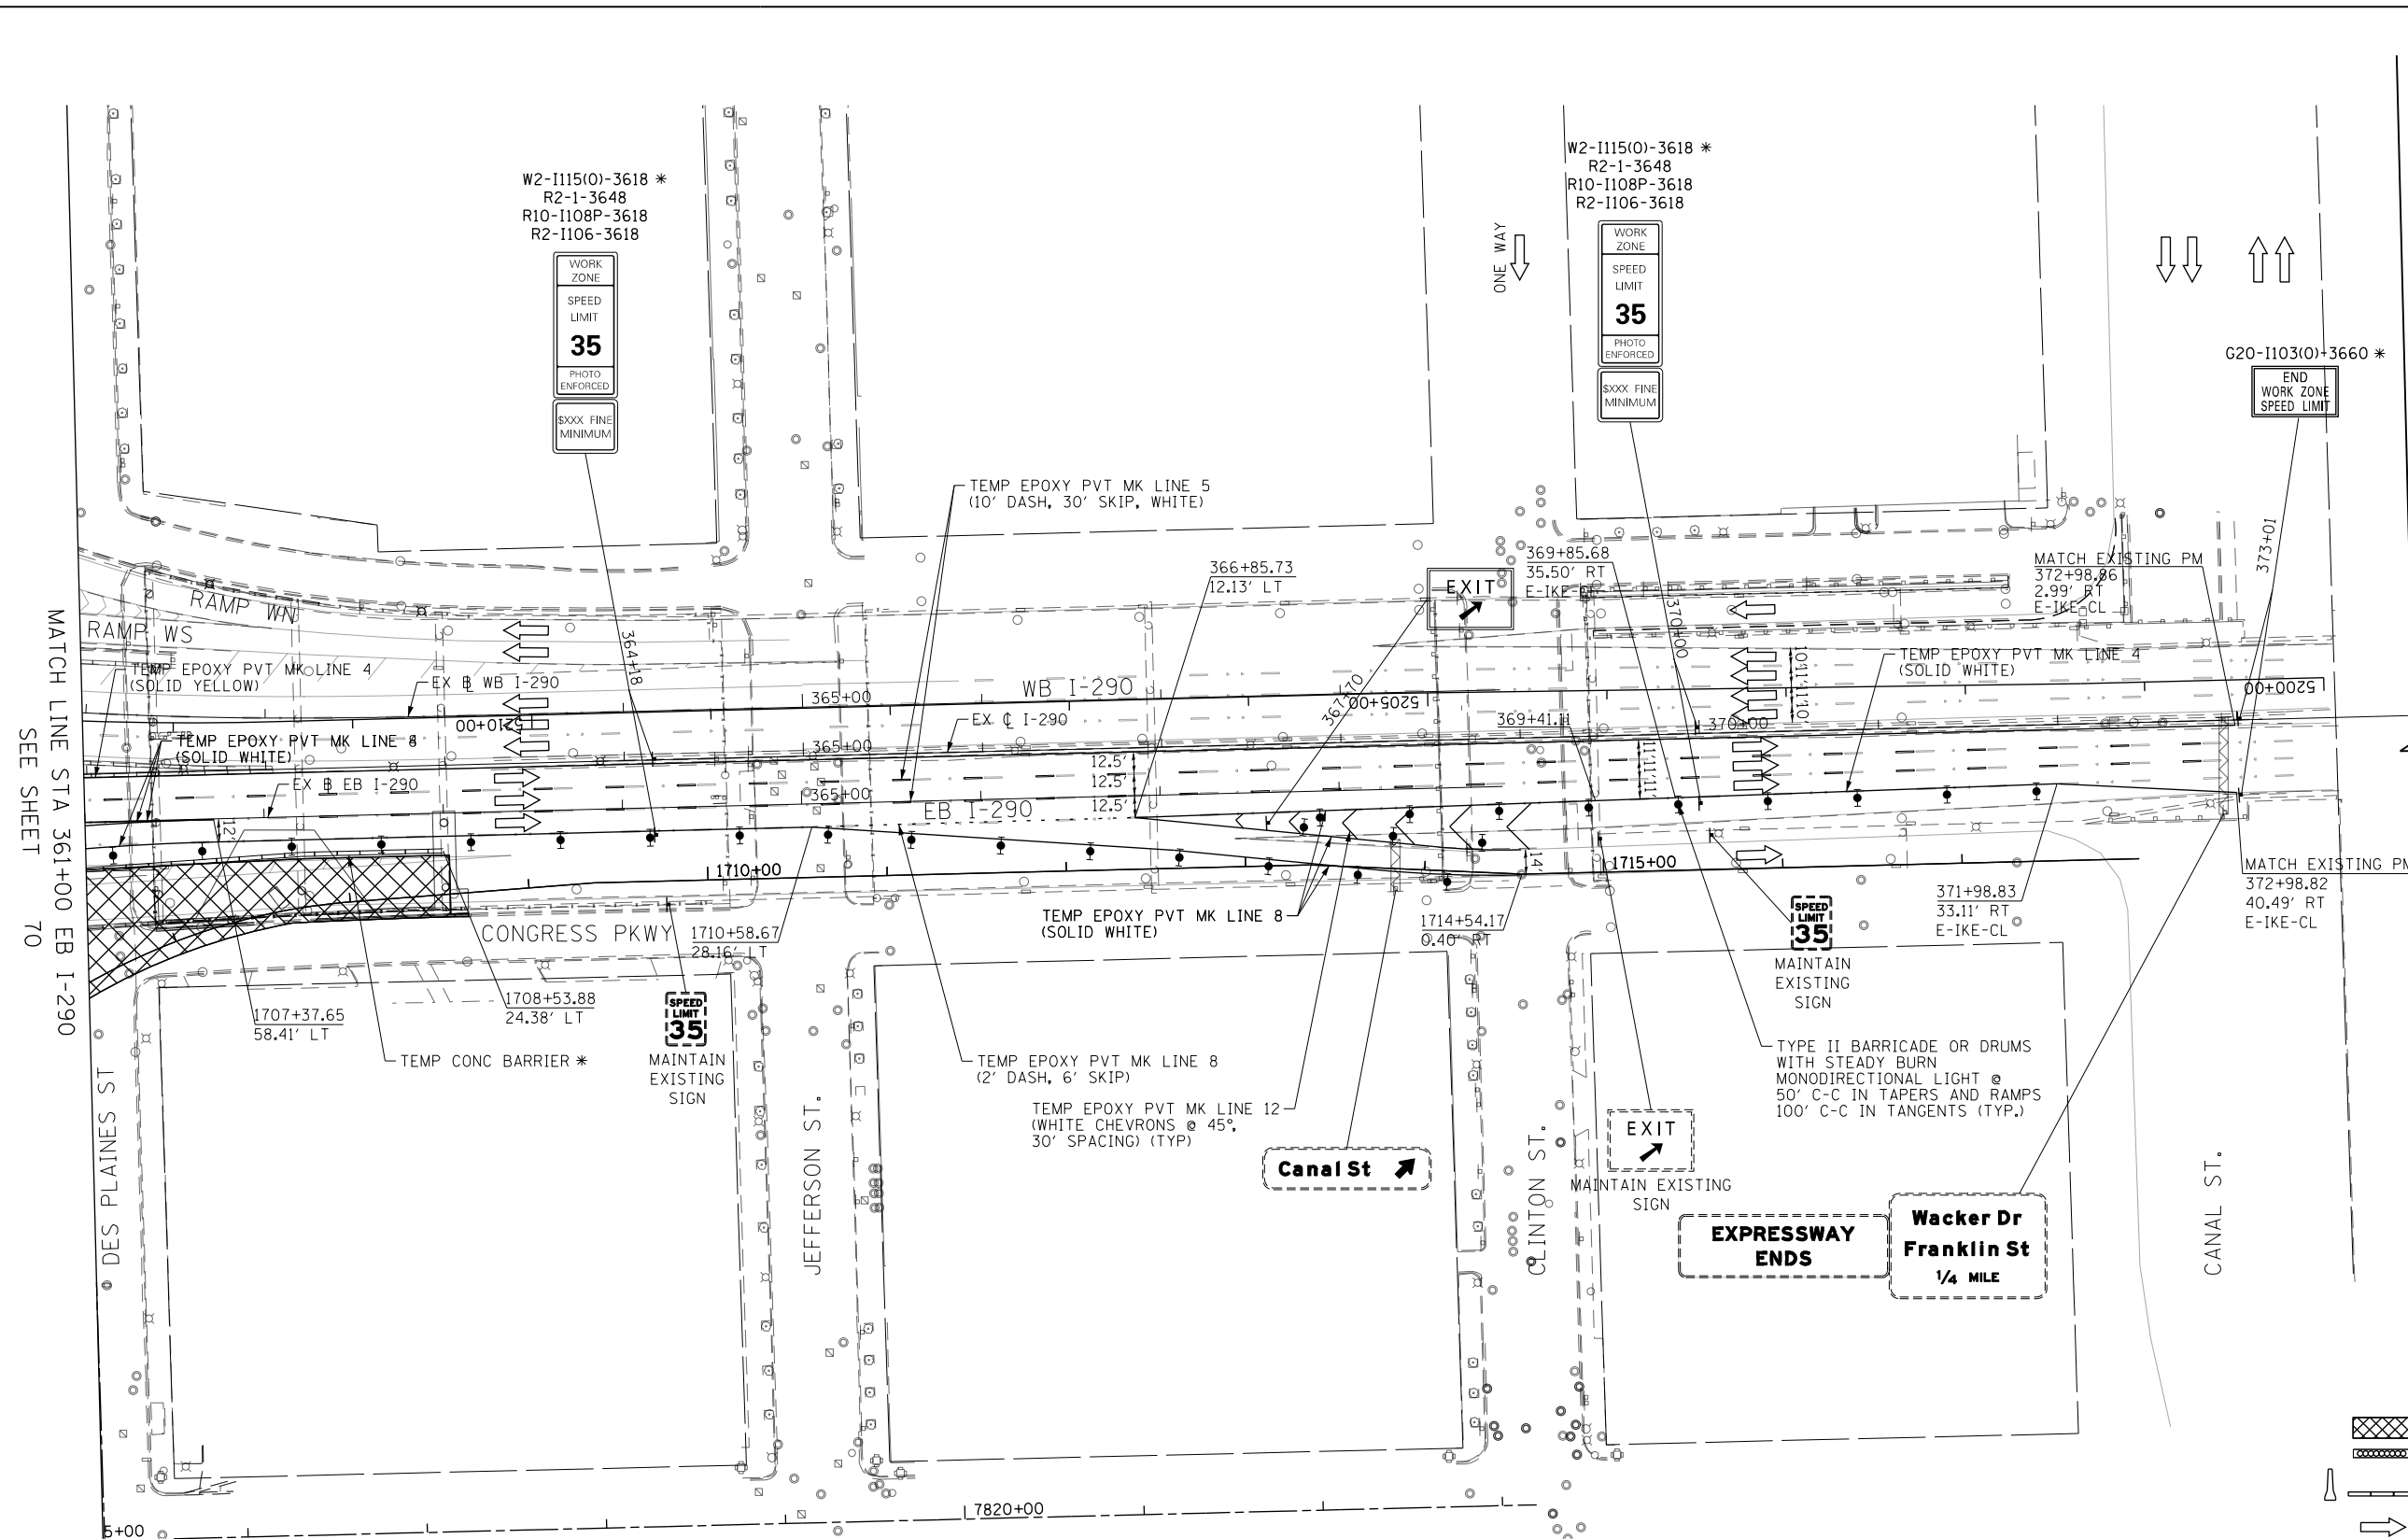 W2-I115(O)-3618 *
R2-1-3648
R10-I108P-3618
R2-I106-3618
WORK
ZONE
SPEED
LIMIT
35
PHOTO
ENFORCED
$XXX FINE
MINIMUM
W2-I115(O)-3618 *
R2-1-3648
R10-I108P-3618
R2-I106-3618
WORK
ZONE
SPEED
LIMIT
35
PHOTO
ENFORCED
$XXX FINE
MINIMUM
ONE WAY
G20-I103(O)-3660 *
END
WORK ZONE
SPEED LIMIT
373+01
TEMP EPOXY PVT MK LINE 5
(10' DASH, 30' SKIP, WHITE)
366+85.73
12.13' LT
EXIT
369+85.68
35.50' RT
E-IKE-CL
MATCH EXISTING PM
372+98.86
2.99' RT
E-IKE-CL
RAMP WN
RAMP WS
TEMP EPOXY PVT MK LINE 4
(SOLID YELLOW)
EX B WB I-290
364+18
365+00
WB I-290
367+70
5205+00
370+00
10'
11'
11'
10'
TEMP EPOXY PVT MK LINE 4
(SOLID WHITE)
5200+00
5210+00
EX C I-290
369+41.11
370+00
TEMP EPOXY PVT MK LINE 8
(SOLID WHITE)
365+00
12.5'
12.5'
12.5'
11'
11'
11'
EX B EB I-290
365+00
EB I-290
12'
1710+00
14'
1715+00
MATCH EXISTING PM
372+98.82
40.49' RT
E-IKE-CL
371+98.83
33.11' RT
E-IKE-CL
CONGRESS PKWY
1710+58.67
28.16' LT
TEMP EPOXY PVT MK LINE 8
(SOLID WHITE)
1714+54.17
0.40' RT
SPEED
LIMIT
35
MAINTAIN
EXISTING
SIGN
1707+37.65
58.41' LT
1708+53.88
24.38' LT
TEMP CONC BARRIER *
SPEED
LIMIT
35
MAINTAIN
EXISTING
SIGN
TEMP EPOXY PVT MK LINE 8
(2' DASH, 6' SKIP)
TEMP EPOXY PVT MK LINE 12
(WHITE CHEVRONS @ 45°,
30' SPACING) (TYP)
TYPE II BARRICADE OR DRUMS
WITH STEADY BURN
MONODIRECTIONAL LIGHT @
50' C-C IN TAPERS AND RAMPS
100' C-C IN TANGENTS (TYP.)
Canal St
EXIT
MAINTAIN EXISTING
SIGN
EXPRESSWAY
ENDS
Wacker Dr
Franklin St
1/4 MILE
MATCH LINE STA 361+00 EB I-290
SEE SHEET 70
DES PLAINES ST
JEFFERSON ST.
CLINTON ST.
CANAL ST.
5+00
7820+00